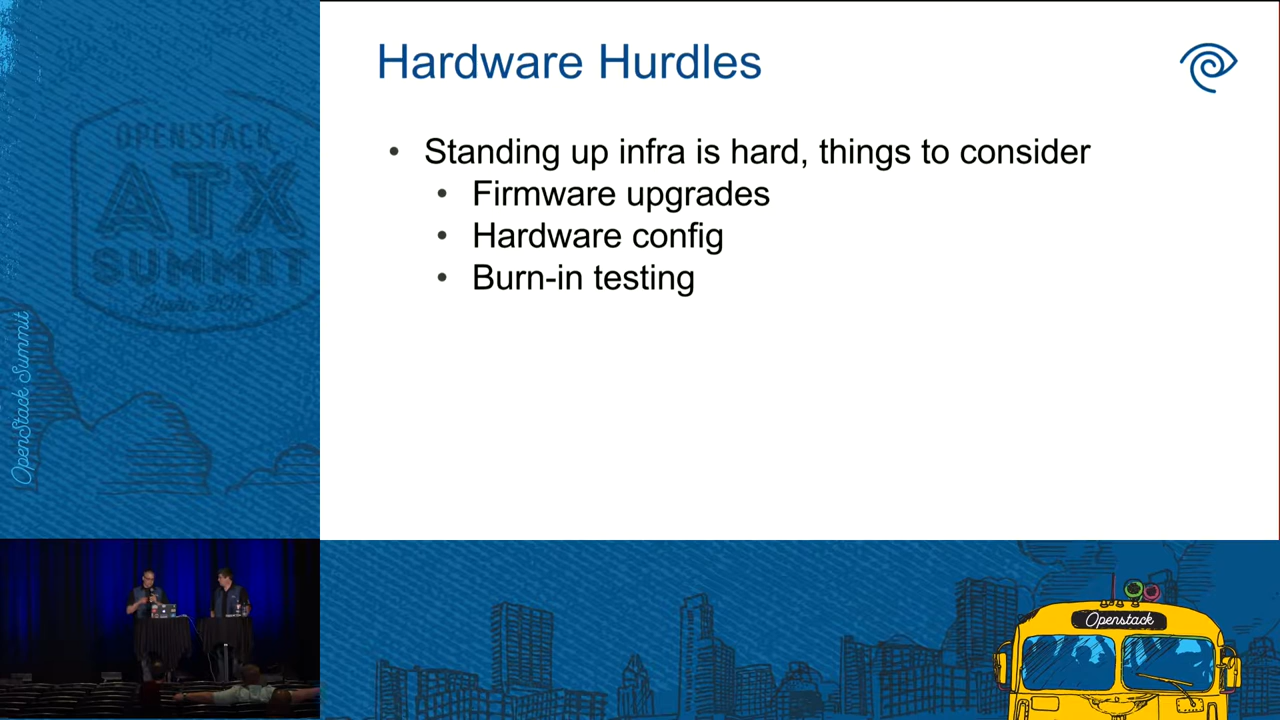 Hardware Hurdles
• Standing up infra is hard, things to consider
• Firmware upgrades
• Hardware config
• Burn-in testing
OPENSTACK
ATX
SUMMIT
OpenStack Summit
Openstack